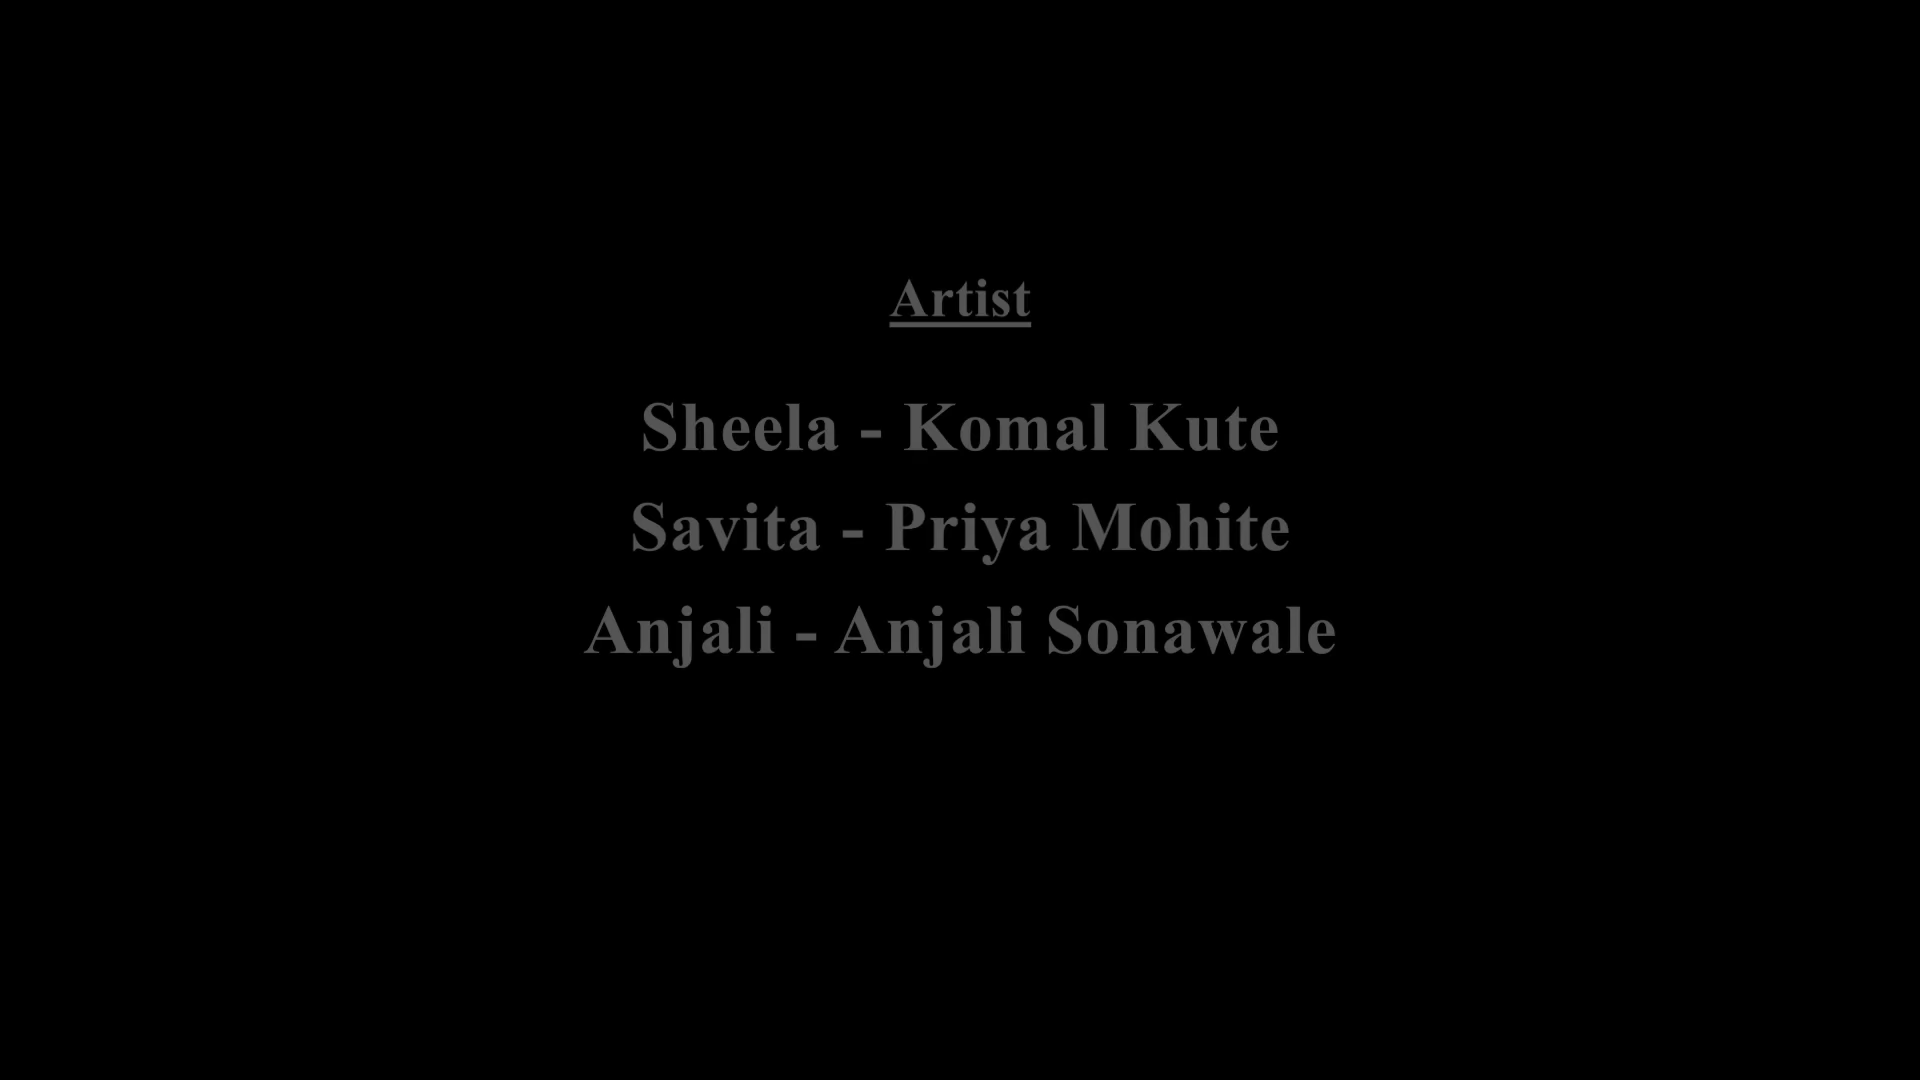 Artist
Sheela - Komal Kute
Savita - Priya Mohite
Anjali - Anjali Sonawale